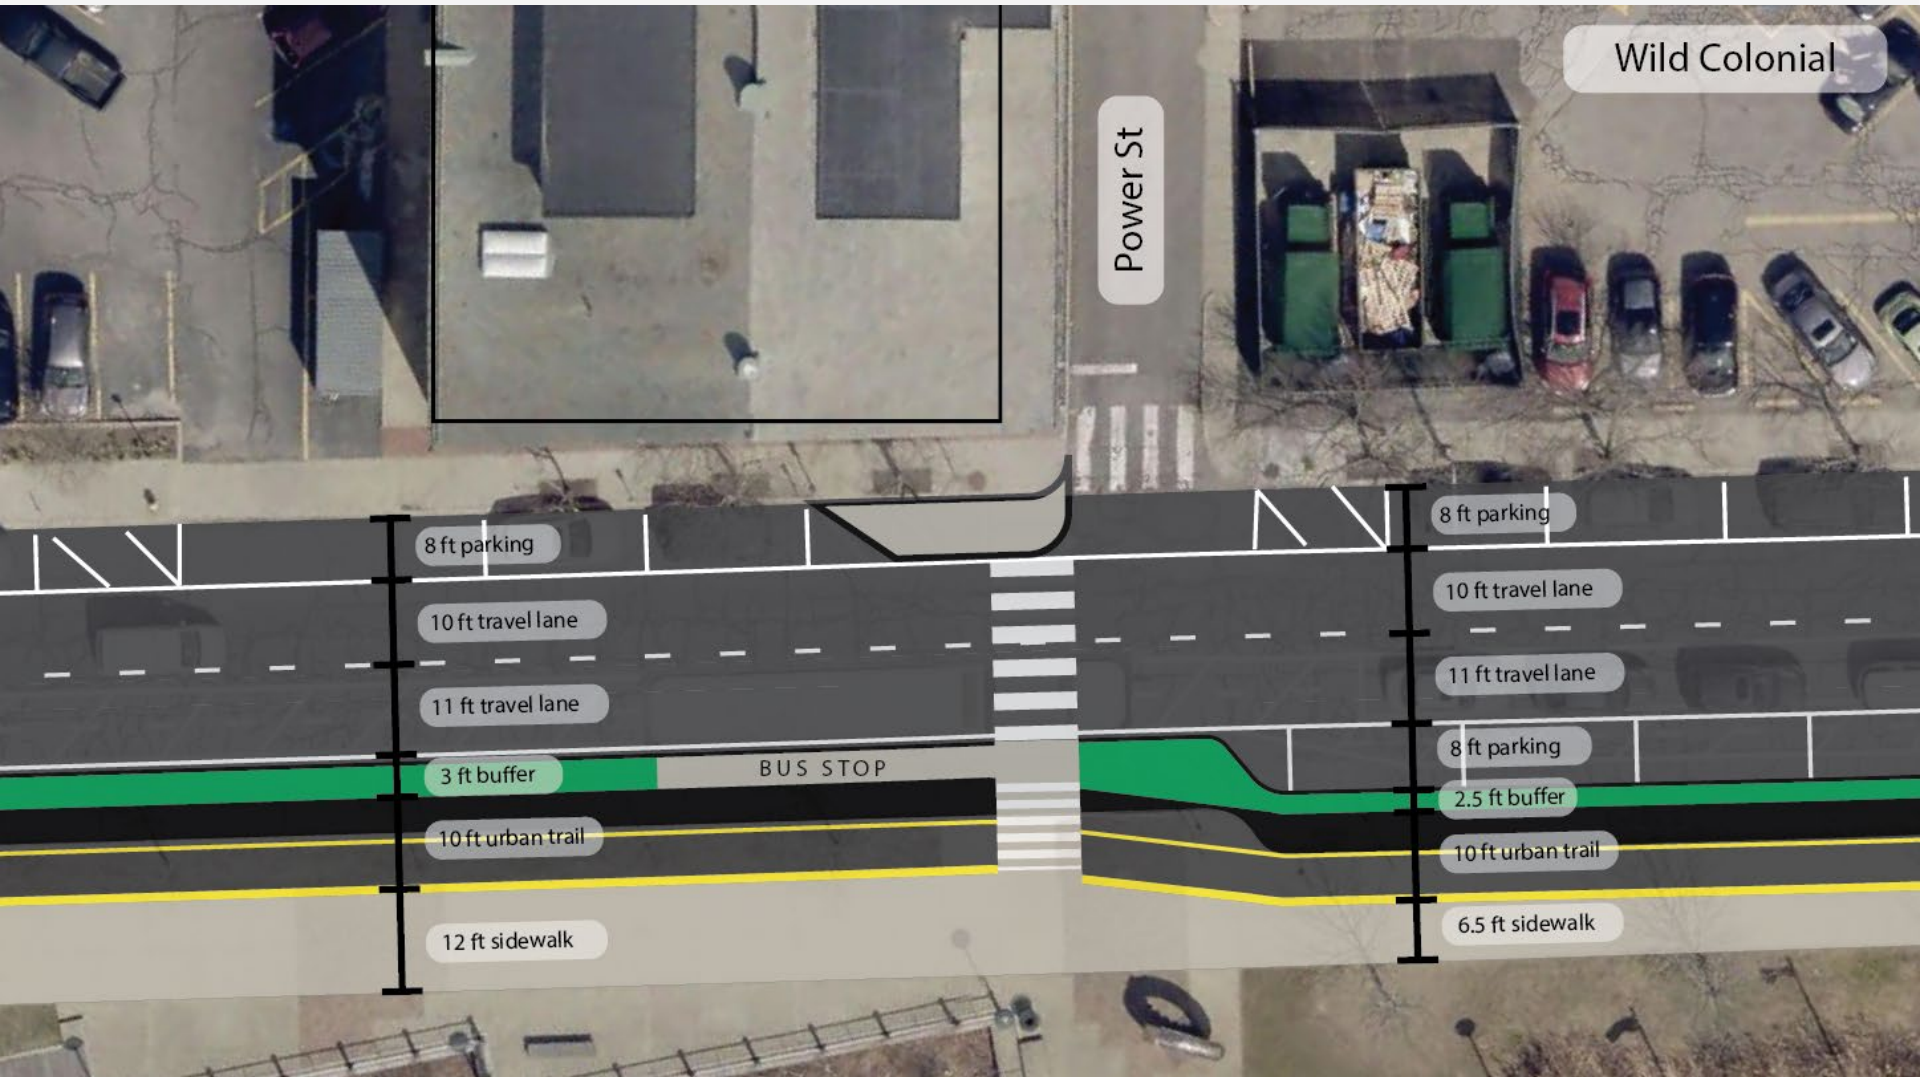 Wild Colonial
Power St
8 ft parking
10 ft travel lane
11 ft travel lane
3 ft buffer
BUS STOP
10 ft urban trail
12 ft sidewalk
8 ft parking
10 ft travel lane
11 ft travel lane
8 ft parking
2.5 ft buffer
10 ft urban trail
6.5 ft sidewalk